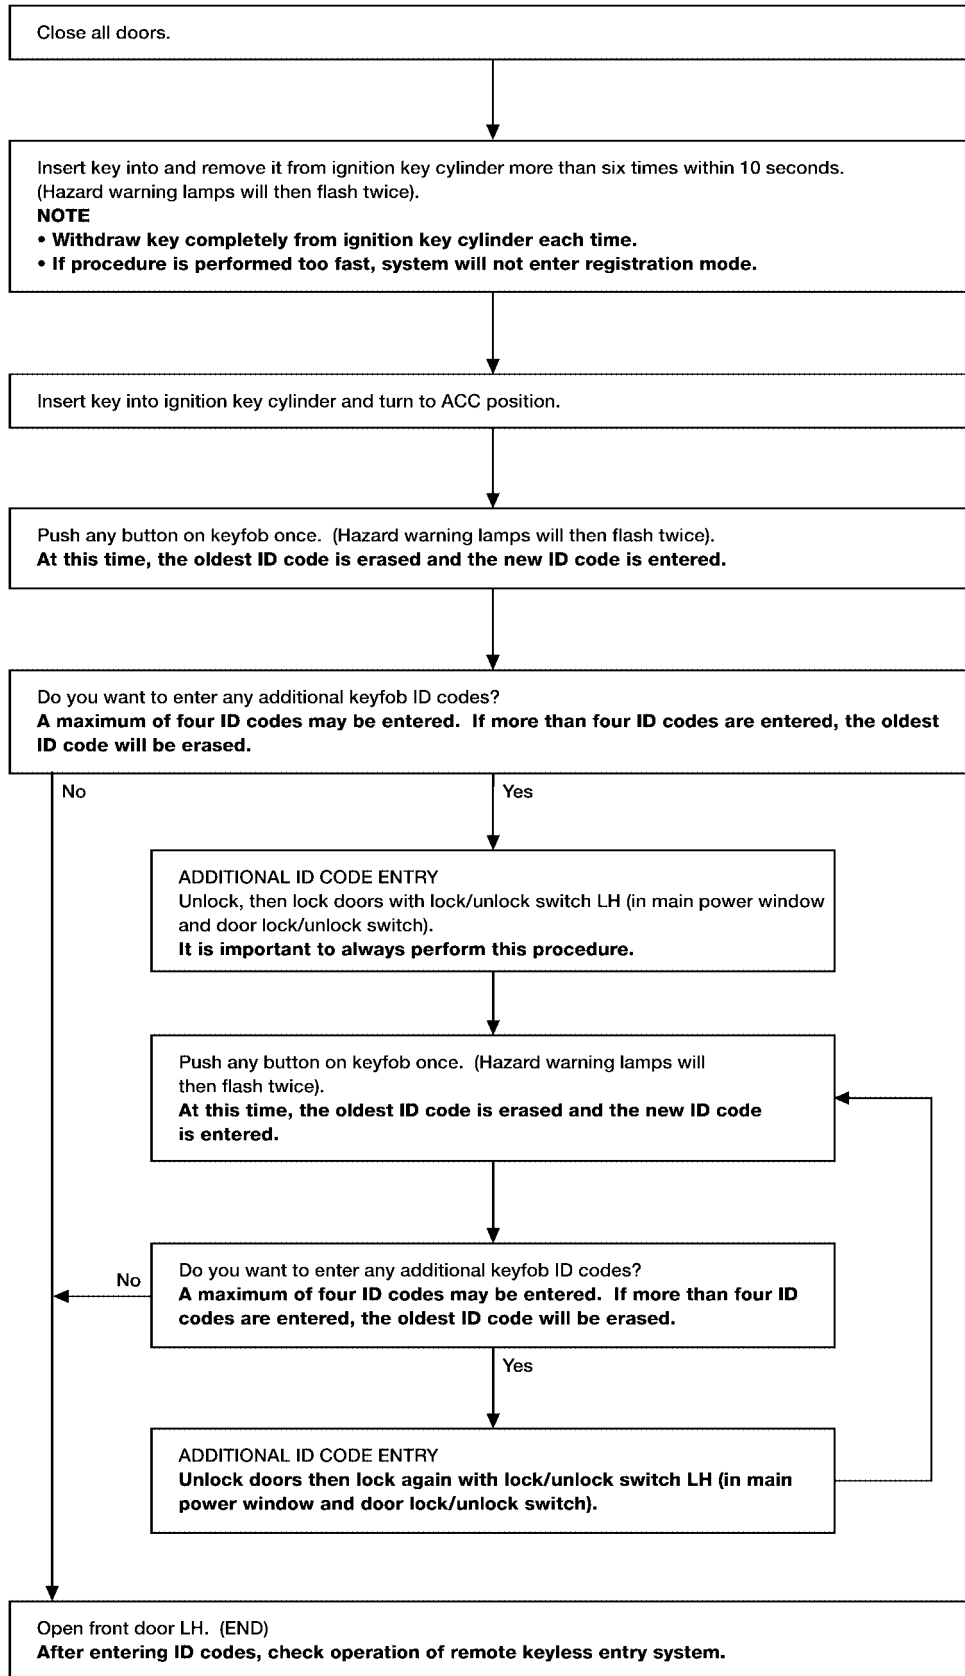 Close all doors.
Insert key into and remove it from ignition key cylinder more than six times within 10 seconds.
(Hazard warning lamps will then flash twice).
NOTE
• Withdraw key completely from ignition key cylinder each time.
• If procedure is performed too fast, system will not enter registration mode.
Insert key into ignition key cylinder and turn to ACC position.
Push any button on keyfob once. (Hazard warning lamps will then flash twice).
At this time, the oldest ID code is erased and the new ID code is entered.
Do you want to enter any additional keyfob ID codes?
A maximum of four ID codes may be entered. If more than four ID codes are entered, the oldest
ID code will be erased.
No
Yes
ADDITIONAL ID CODE ENTRY
Unlock, then lock doors with lock/unlock switch LH (in main power window
and door lock/unlock switch).
It is important to always perform this procedure.
Push any button on keyfob once. (Hazard warning lamps will
then flash twice).
At this time, the oldest ID code is erased and the new ID code
is entered.
Do you want to enter any additional keyfob ID codes?
A maximum of four ID codes may be entered. If more than four ID
codes are entered, the oldest ID code will be erased.
No
Yes
ADDITIONAL ID CODE ENTRY
Unlock doors then lock again with lock/unlock switch LH (in main
power window and door lock/unlock switch).
Open front door LH. (END)
After entering ID codes, check operation of remote keyless entry system.